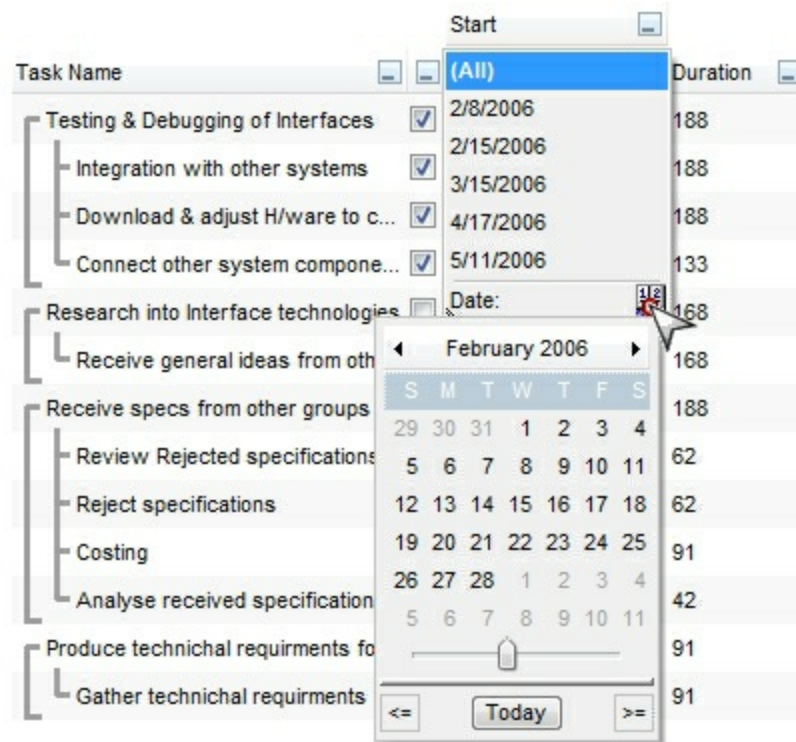 Start
Task Name
Duration
(All)
2/8/2006
2/15/2006
3/15/2006
4/17/2006
5/11/2006
Date:
Testing & Debugging of Interfaces 188
Integration with other systems 188
Download & adjust H/ware to c... 188
Connect other system compone... 133
Research into Interface technologies 168
Receive general ideas from oth 168
Receive specs from other groups 188
Review Rejected specifications 62
Reject specifications 62
Costing 91
Analyse received specification 42
Produce technichal requirments fo 91
Gather technichal requirments 91
February 2006
S M T W T F S
29 30 31 1 2 3 4
5 6 7 8 9 10 11
12 13 14 15 16 17 18
19 20 21 22 23 24 25
26 27 28 1 2 3 4
5 6 7 8 9 10 11
<= Today >=